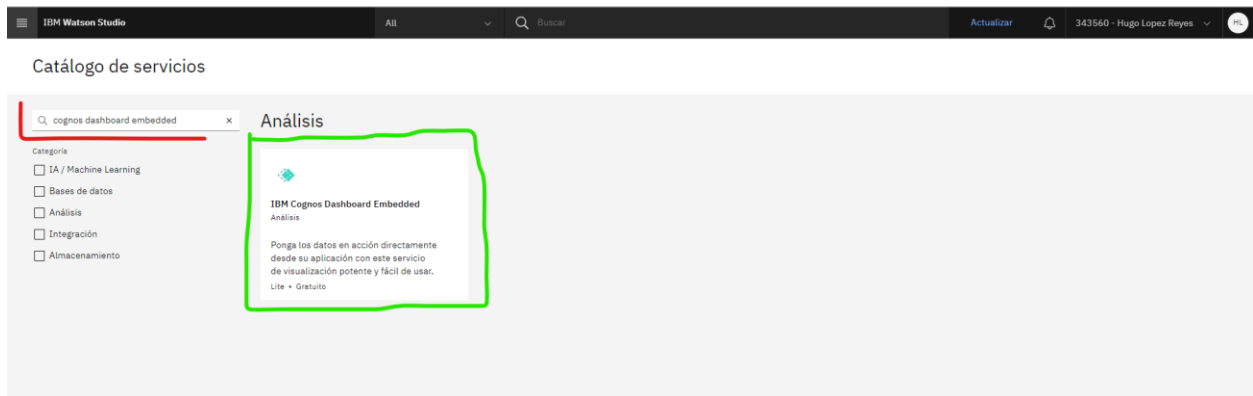 IBM Watson Studio
All
Buscar
Actualizar
343560 - Hugo Lopez Reyes
HL
Catálogo de servicios
cognos dashboard embedded
Categoría
IA / Machine Learning
Bases de datos
Análisis
Integración
Almacenamiento
Análisis
IBM Cognos Dashboard Embedded
Análisis
Ponga los datos en acción directamente
desde su aplicación con este servicio
de visualización potente y fácil de usar.
Lite • Gratuito